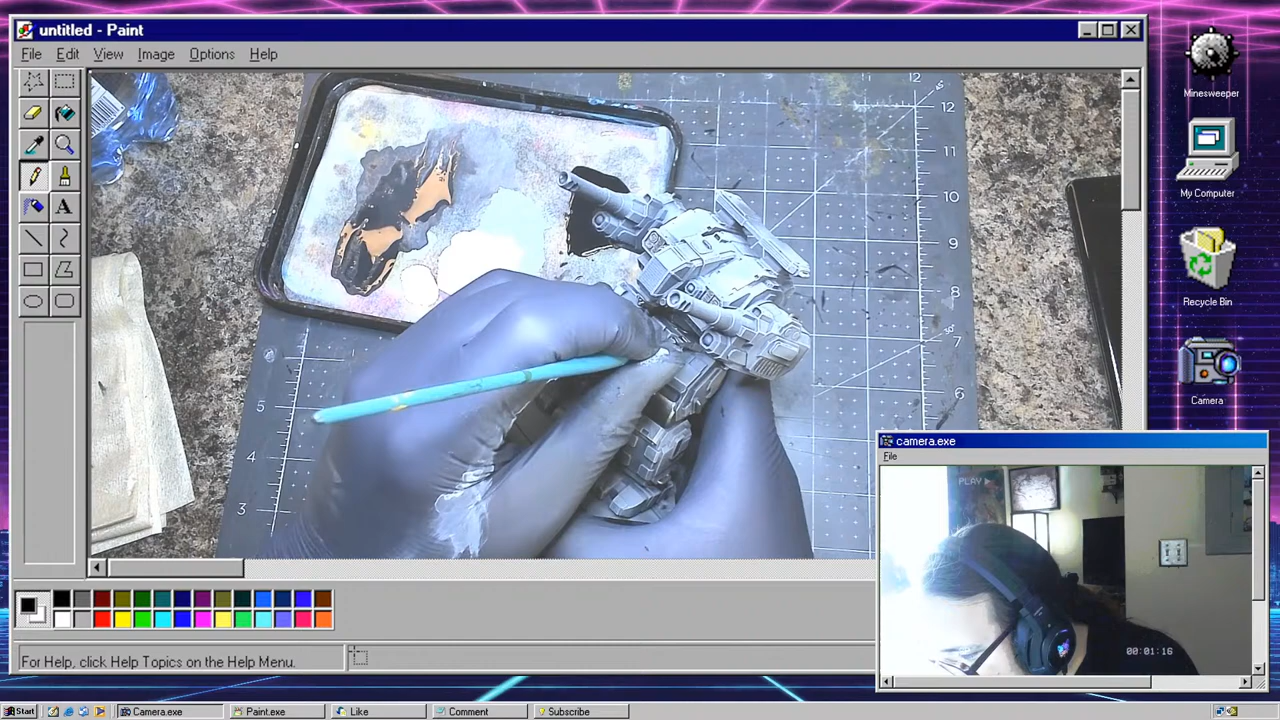 untitled - Paint
File Edit View Image Options Help
12
11
10
9
8
7
6
5
4
3
Minesweeper
My Computer
Recycle Bin
Camera
camera.exe
File
PLAY
00:01:16
For Help, click Help Topics on the Help Menu.
Start Camera.exe Paint.exe Like Comment Subscribe